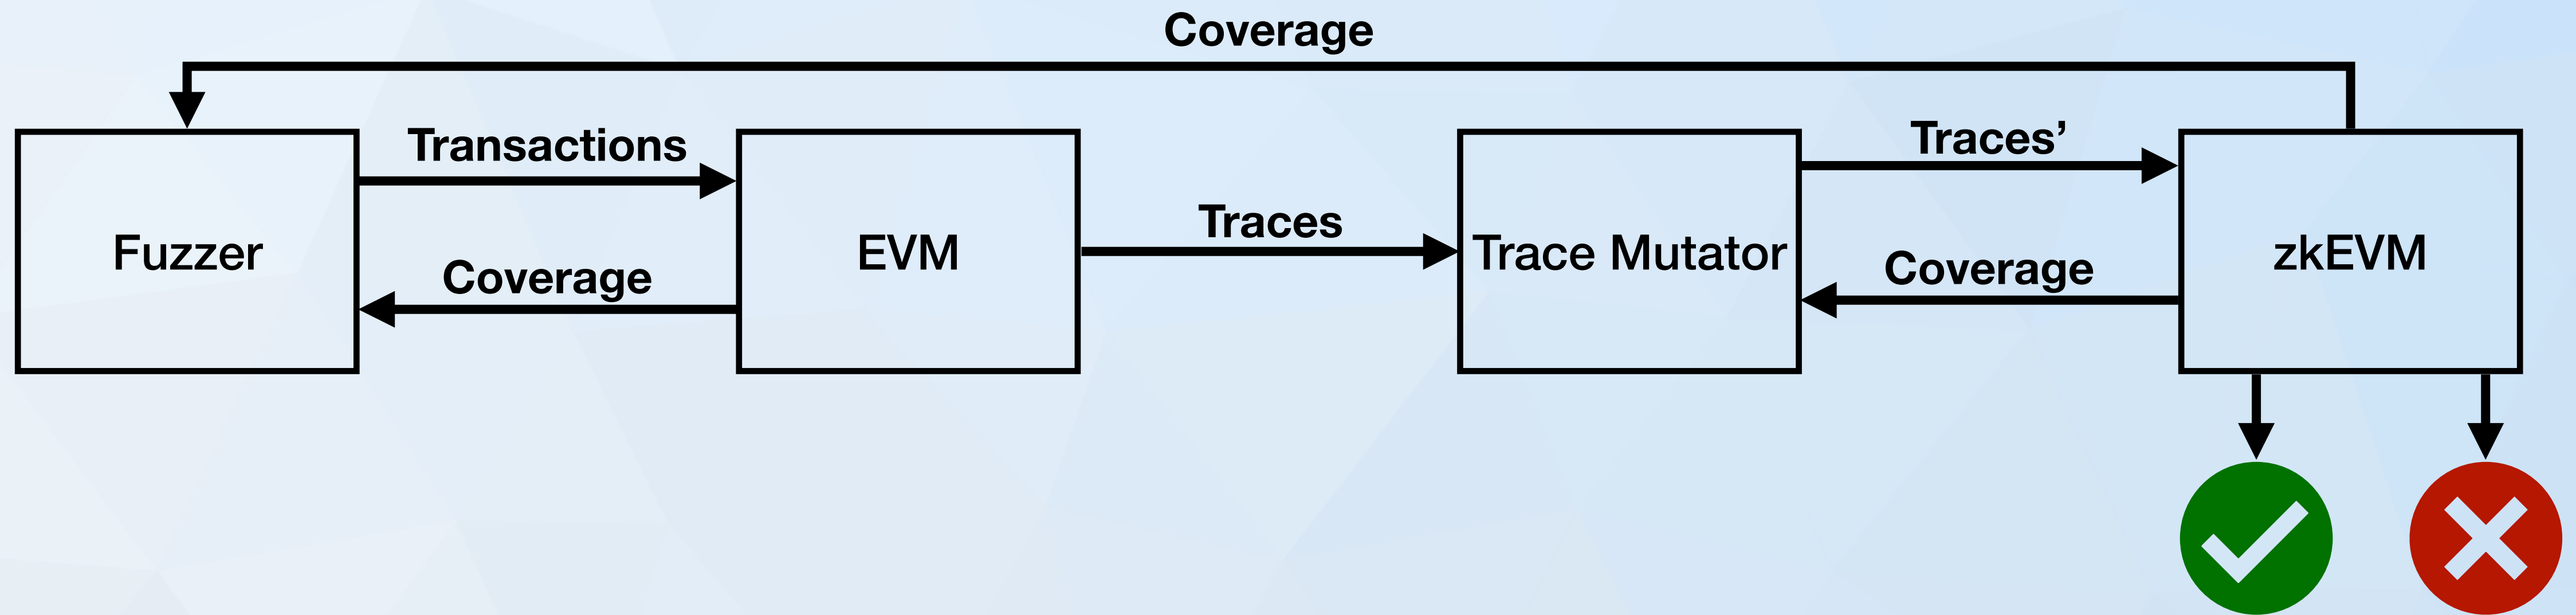 Coverage
Transactions
Traces’
Traces
Fuzzer
EVM
Trace Mutator
zkEVM
Coverage
Coverage